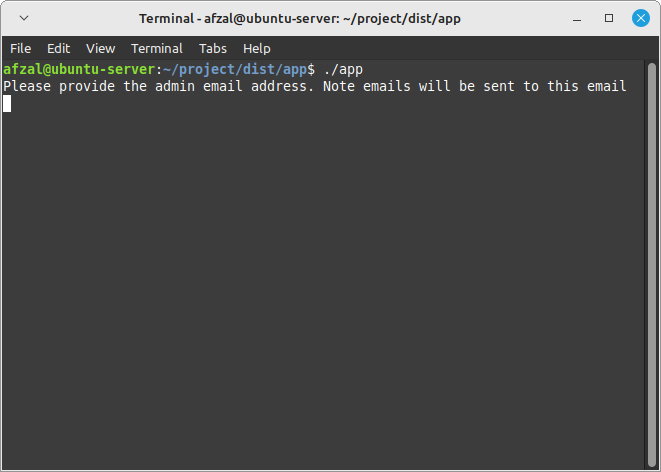 Terminal - afzal@ubuntu-server: ~/project/dist/app
File Edit View Terminal Tabs Help
afzal@ubuntu-server:~/project/dist/app$ ./app
Please provide the admin email address. Note emails will be sent to this email